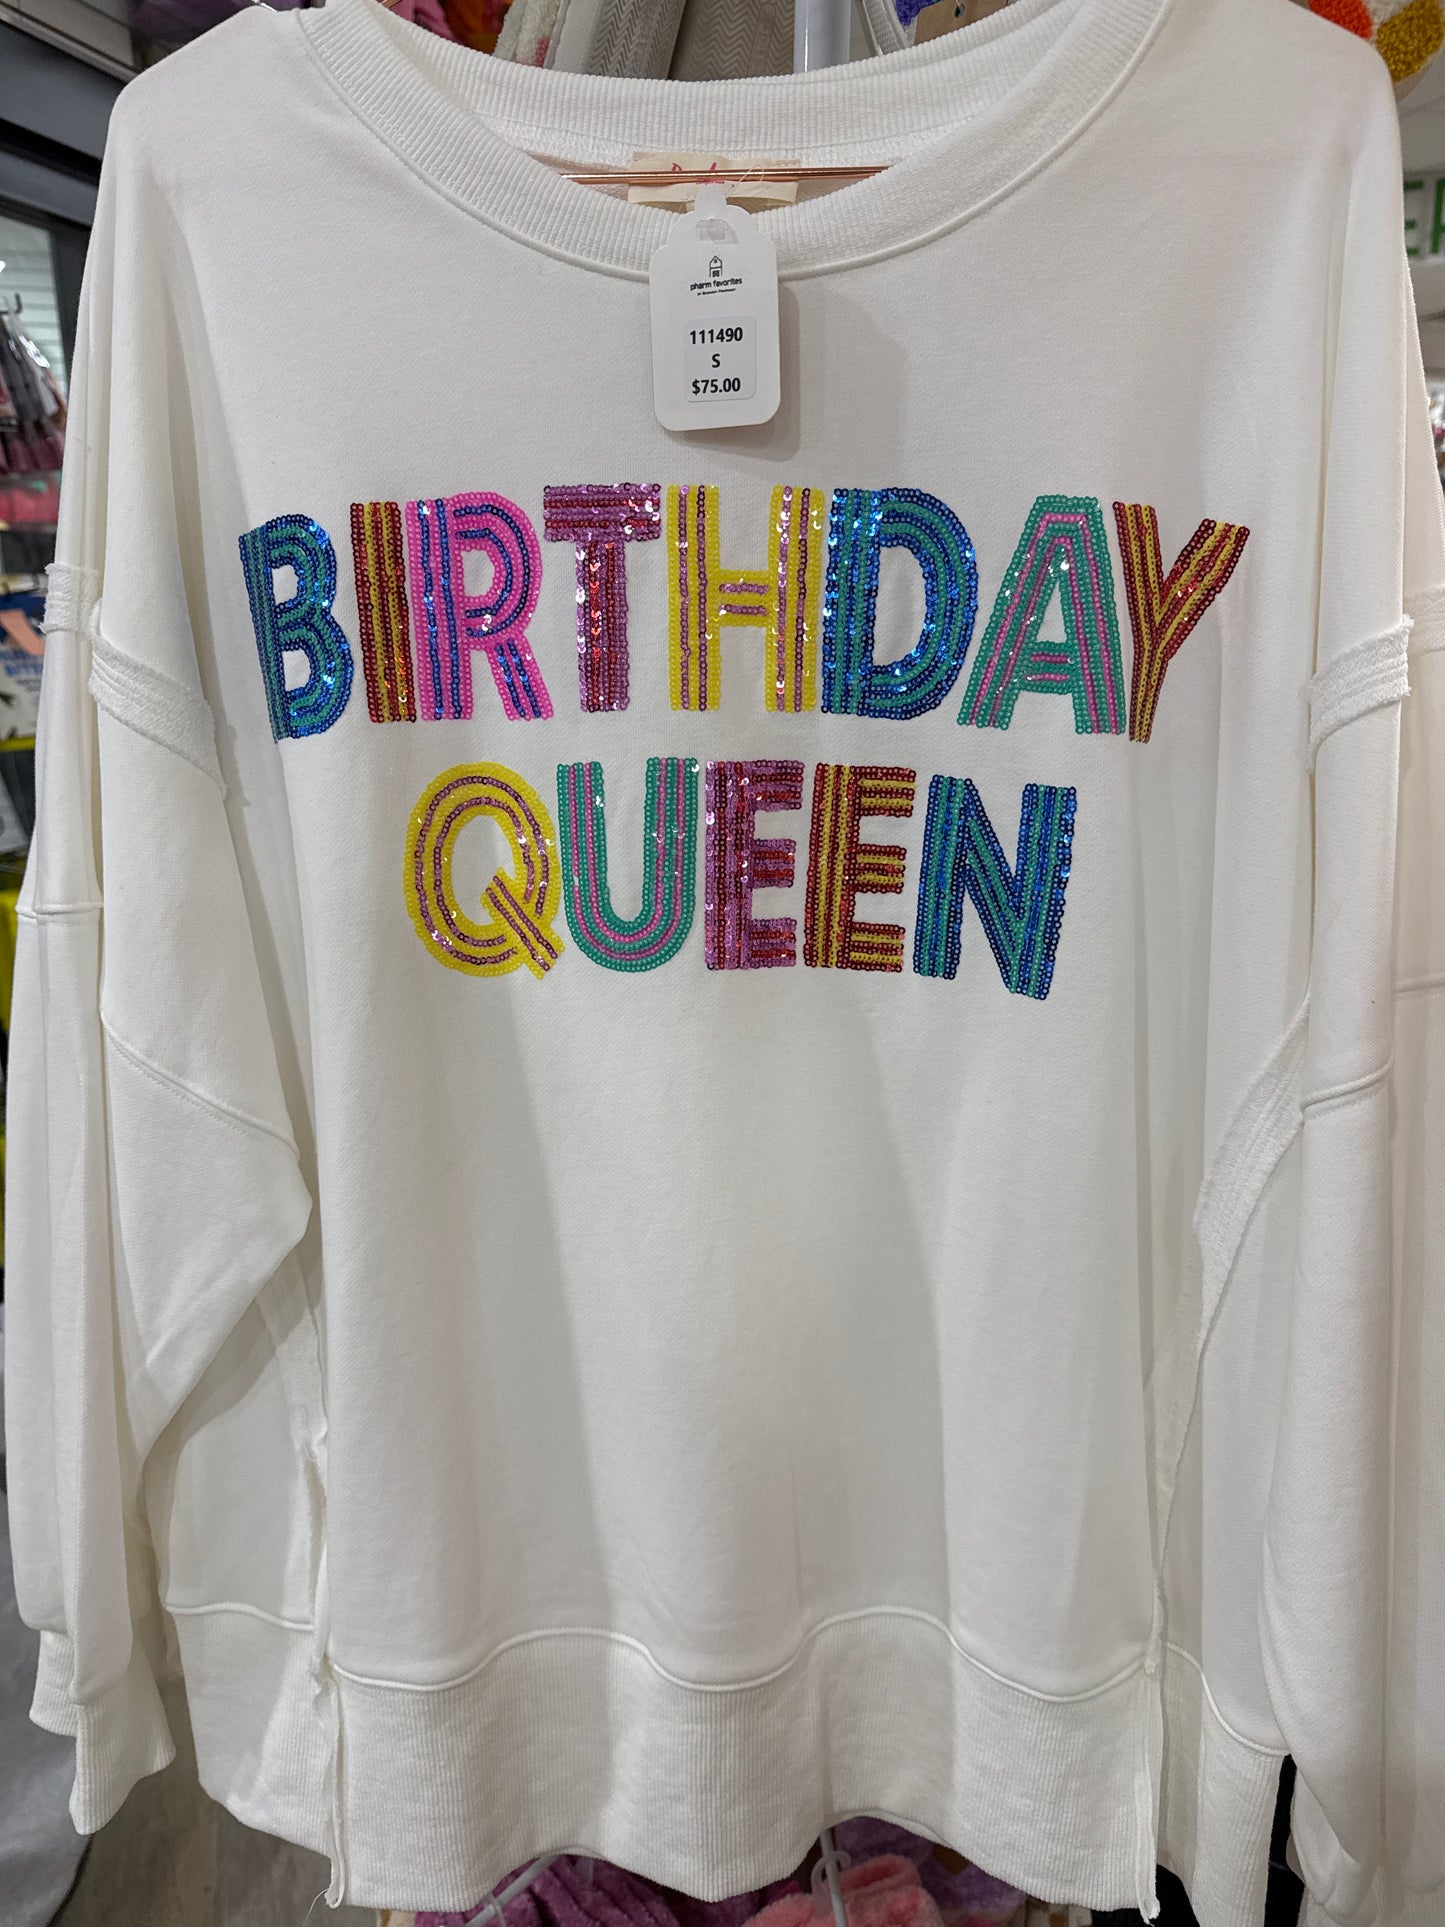 pharm favorites
111490
S
$75.00
BIRTHDAY
QUEEN